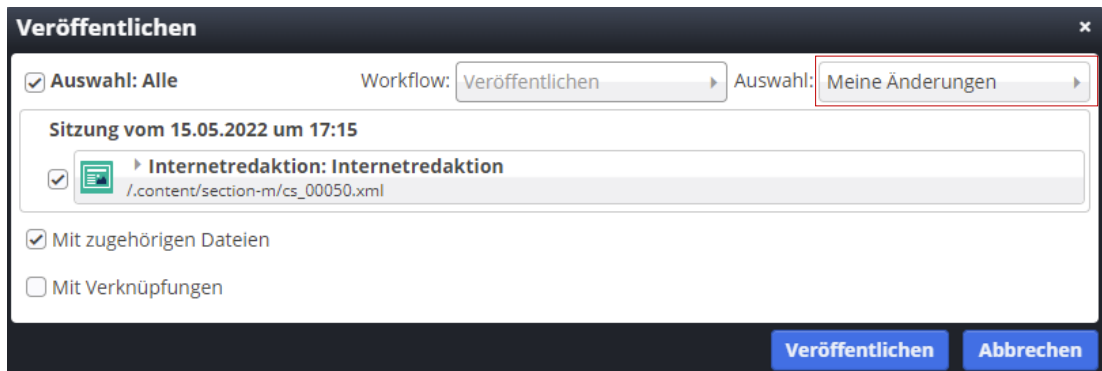 Veröffentlichen ×
Auswahl: Alle Workflow: Veröffentlichen Auswahl: Meine Änderungen
Sitzung vom 15.05.2022 um 17:15
Internetredaktion: Internetredaktion
/.content/section-m/cs_00050.xml
Mit zugehörigen Dateien
Mit Verknüpfungen
Veröffentlichen Abbrechen